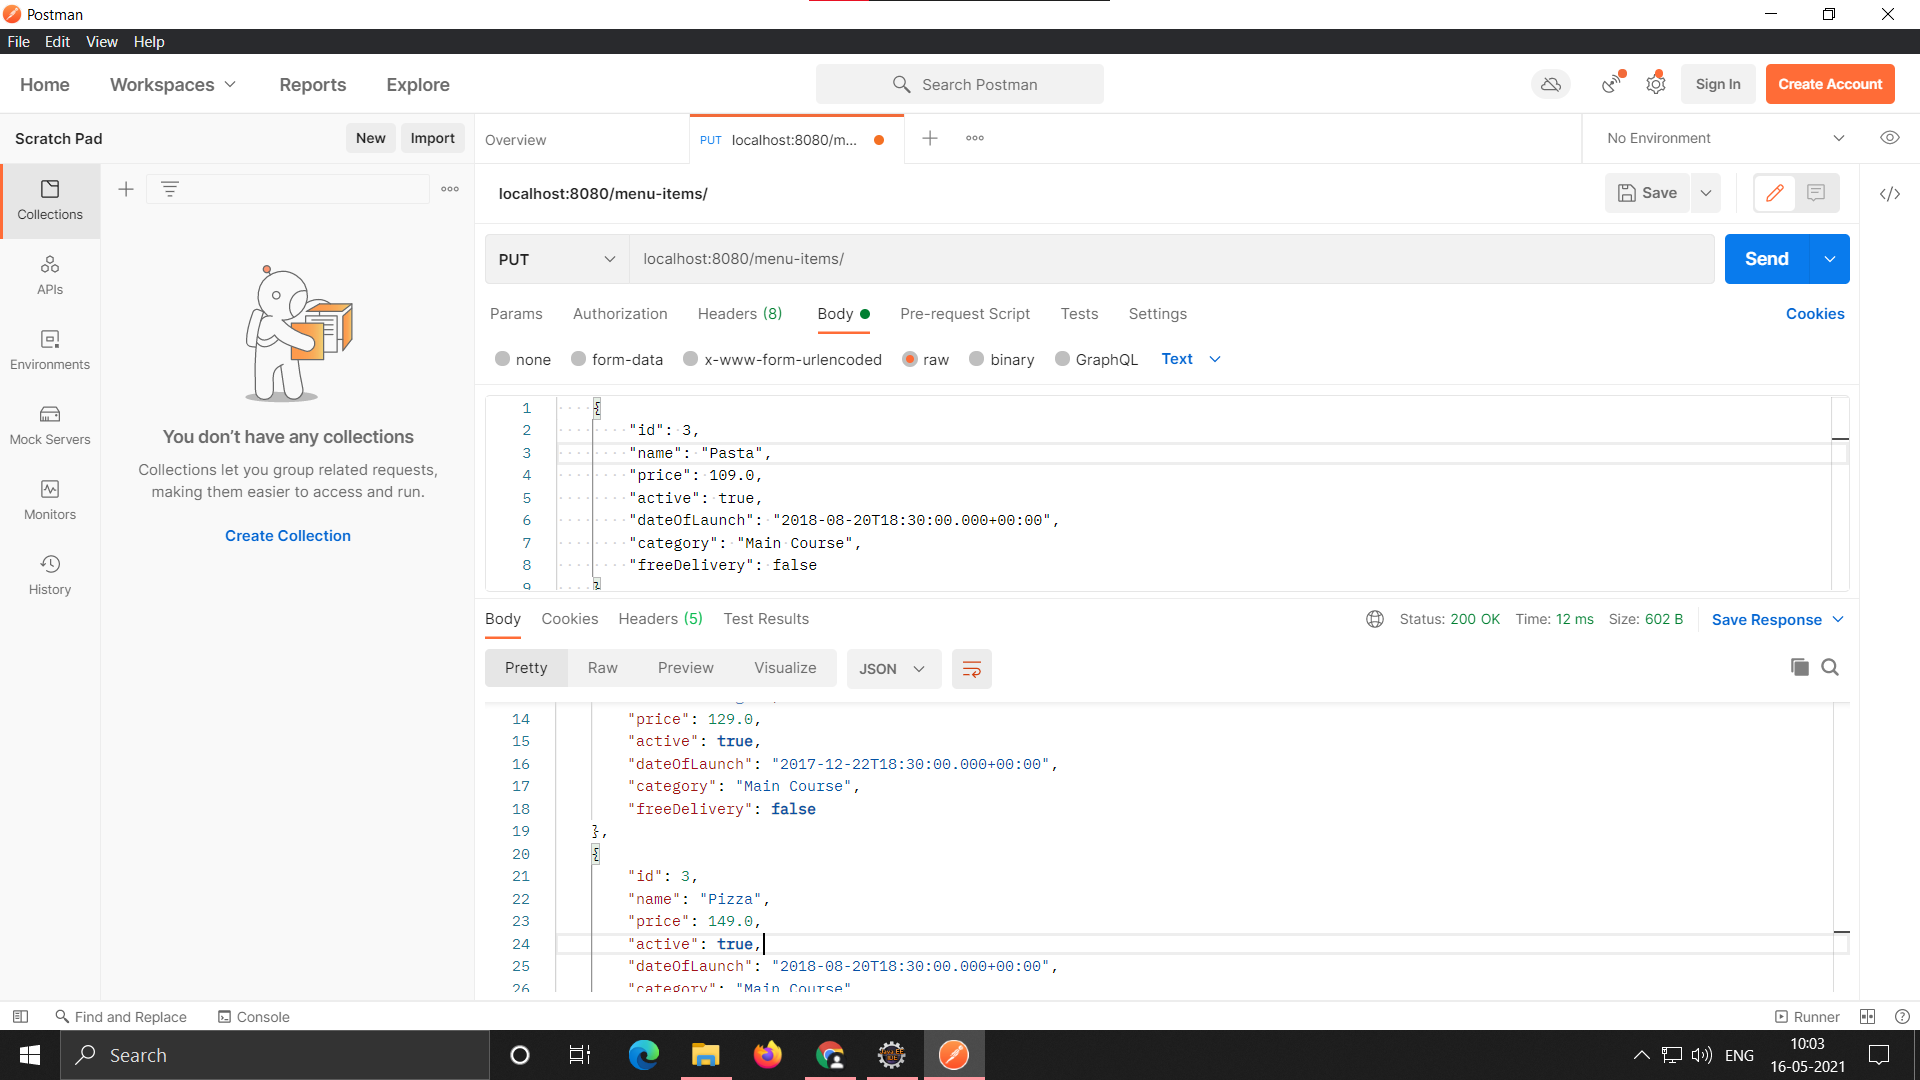 Postman
File Edit View Help
Home Workspaces Reports Explore
Search Postman
Sign In Create Account
Scratch Pad New Import
Overview PUT localhost:8080/m...
No Environment
Collections
APIs
Environments
Mock Servers
Monitors
History
You don’t have any collections
Collections let you group related requests,
making them easier to access and run.
Create Collection
localhost:8080/menu-items/
Save
PUT localhost:8080/menu-items/
Send
Params Authorization Headers (8) Body Pre-request Script Tests Settings Cookies
none form-data x-www-form-urlencoded raw binary GraphQL Text
1 {
2 "id": 3,
3 "name": "Pasta",
4 "price": 109.0,
5 "active": true,
6 "dateOfLaunch": "2018-08-20T18:30:00.000+00:00",
7 "category": "Main Course",
8 "freeDelivery": false
9 }
Body Cookies Headers (5) Test Results Status: 200 OK Time: 12 ms Size: 602 B Save Response
Pretty Raw Preview Visualize JSON
14 "price": 129.0,
15 "active": true,
16 "dateOfLaunch": "2017-12-22T18:30:00.000+00:00",
17 "category": "Main Course",
18 "freeDelivery": false
19 },
20 {
21 "id": 3,
22 "name": "Pizza",
23 "price": 149.0,
24 "active": true,
25 "dateOfLaunch": "2018-08-20T18:30:00.000+00:00",
26 "category": "Main Course"
Find and Replace Console
Runner
Search
ENG
10:03
16-05-2021